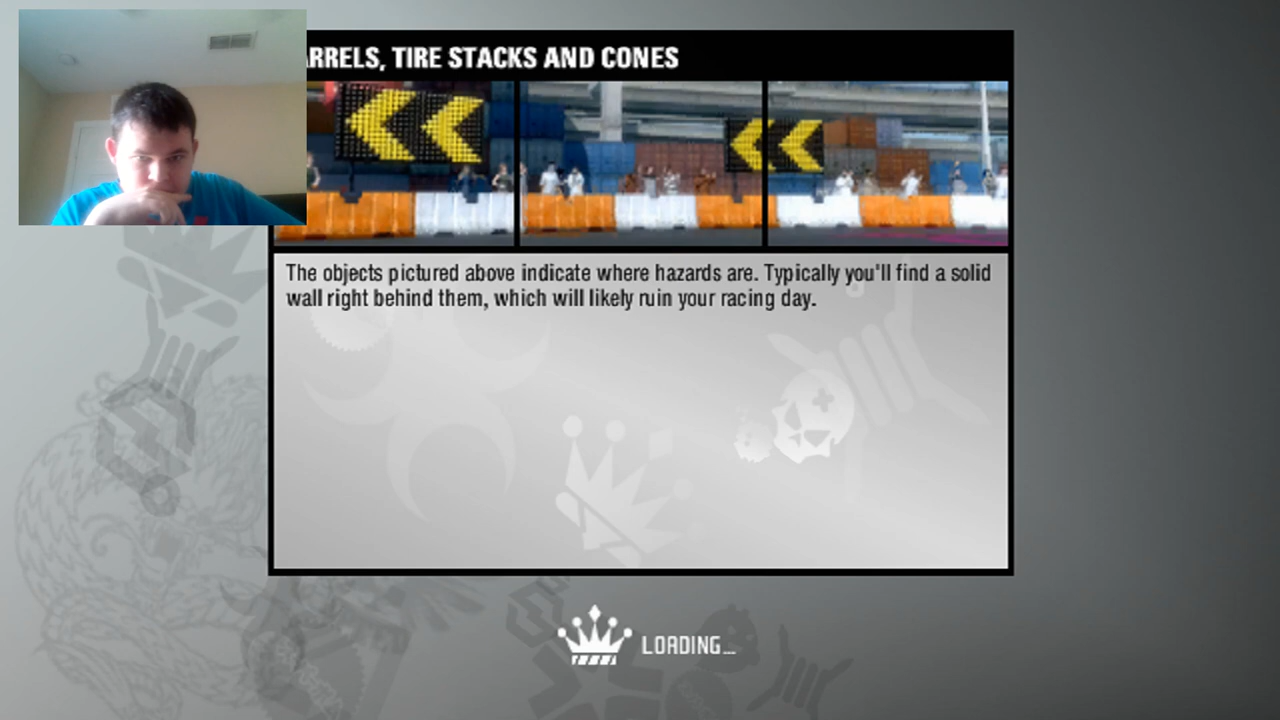 ARRELS, TIRE STACKS AND CONES
The objects pictured above indicate where hazards are. Typically you'll find a solid
wall right behind them, which will likely ruin your racing day.
LOADING...